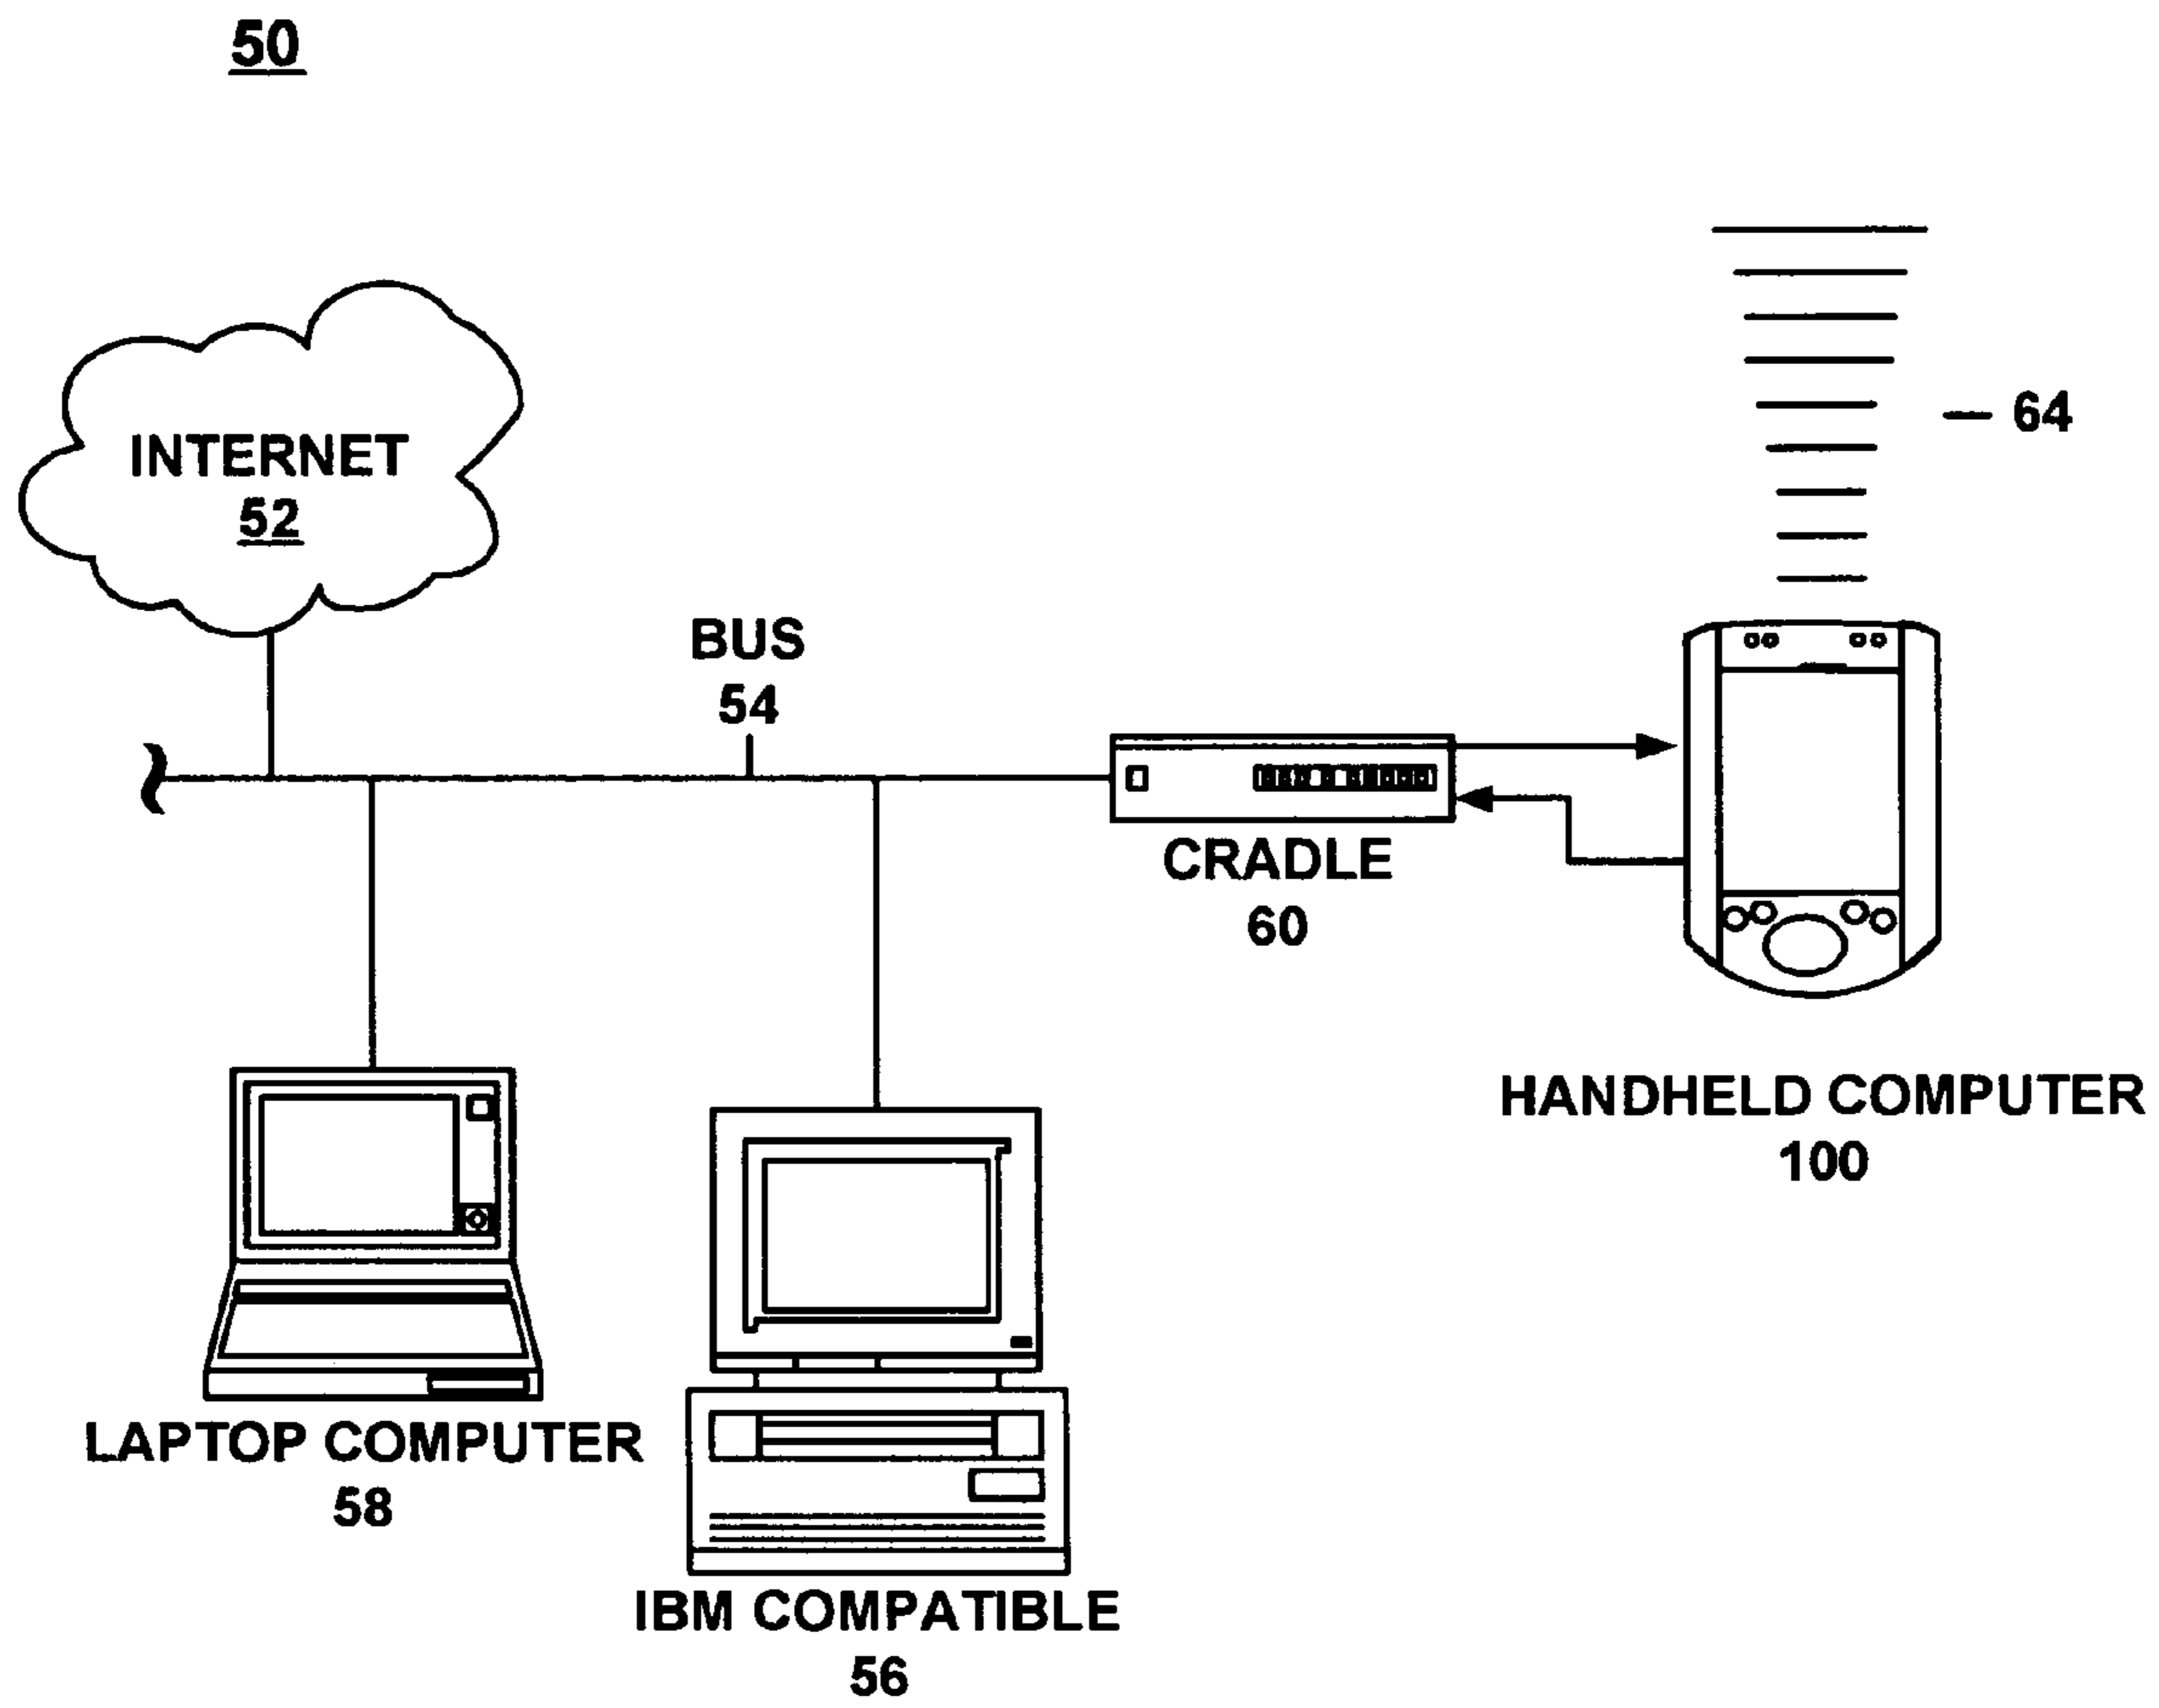 50
INTERNET
52
64
BUS
54
CRADLE
60
HANDHELD COMPUTER
100
LAPTOP COMPUTER
58
IBM COMPATIBLE
56